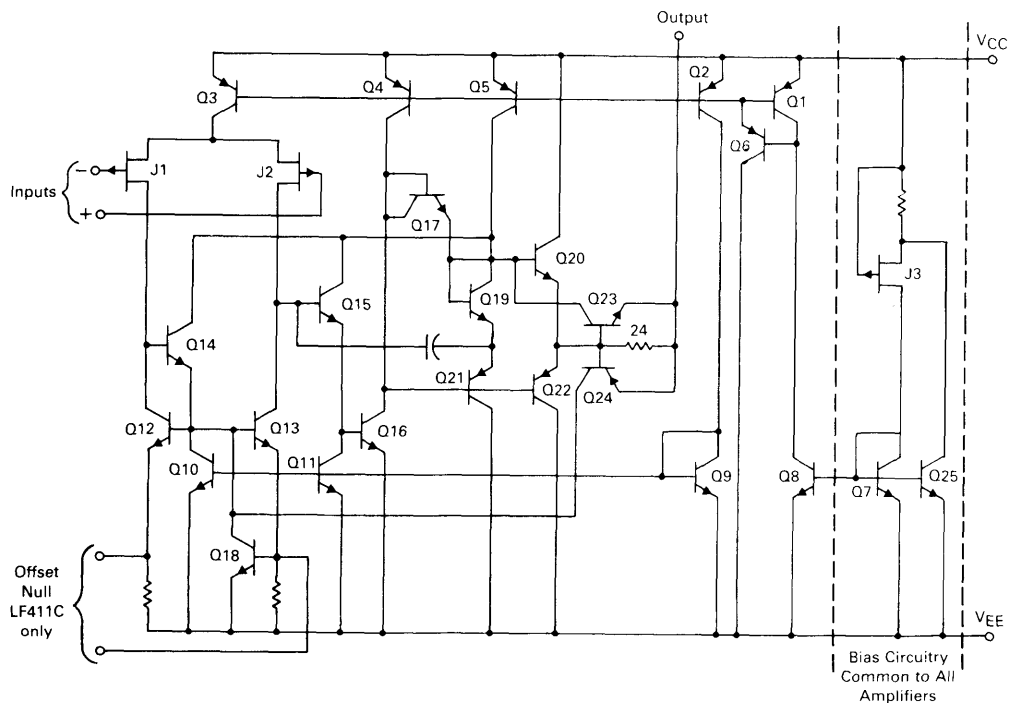 Output
VCC
Q3
Q4
Q5
Q2
Q1
Q6
Inputs
−
+
J1
J2
Q17
J3
Q20
Q15
Q19
Q23
24
Q14
Q21
Q22
Q24
Q12
Q13
Q16
Q10
Q11
Q9
Q8
Q7
Q25
Q18
Offset
Null
LF411C
only
VEE
Bias Circuitry
Common to All
Amplifiers